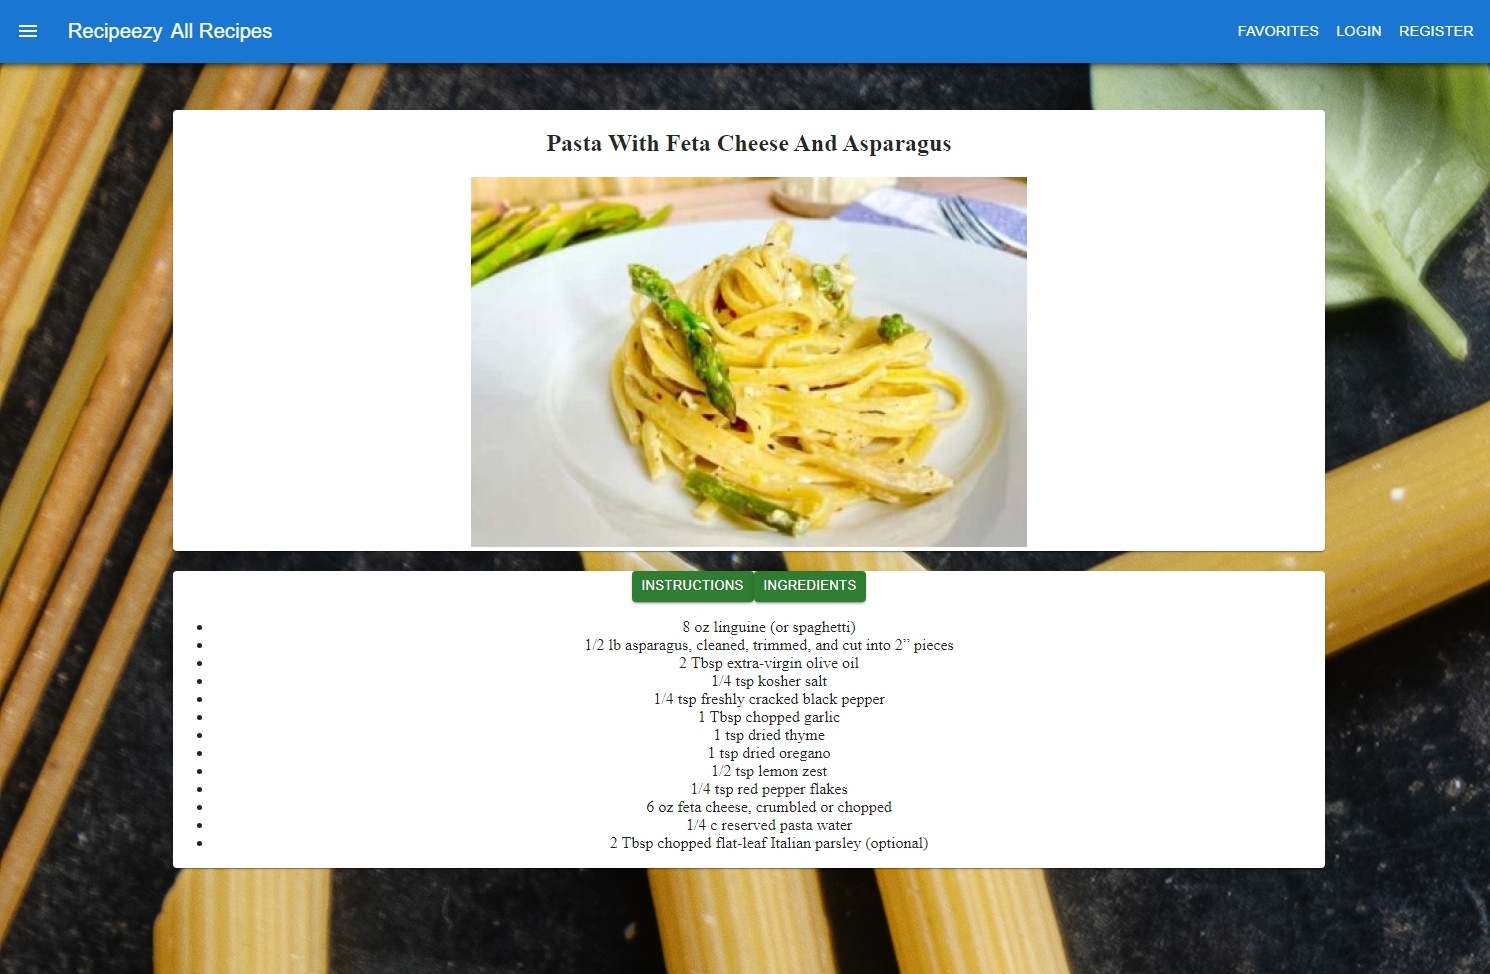 Recipeezy All Recipes FAVORITES LOGIN REGISTER
Pasta With Feta Cheese And Asparagus
INSTRUCTIONS INGREDIENTS
8 oz linguine (or spaghetti)
1/2 lb asparagus, cleaned, trimmed, and cut into 2” pieces
2 Tbsp extra-virgin olive oil
1/4 tsp kosher salt
1/4 tsp freshly cracked black pepper
1 Tbsp chopped garlic
1 tsp dried thyme
1 tsp dried oregano
1/2 tsp lemon zest
1/4 tsp red pepper flakes
6 oz feta cheese, crumbled or chopped
1/4 c reserved pasta water
2 Tbsp chopped flat-leaf Italian parsley (optional)